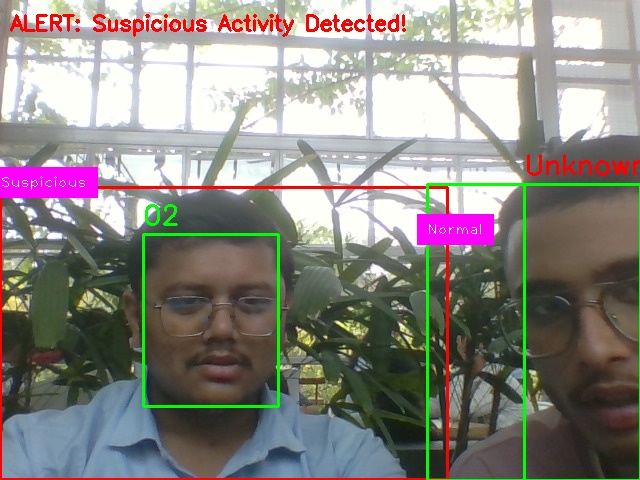 ALERT: Suspicious Activity Detected!
Unknown
Suspicious
02
Normal